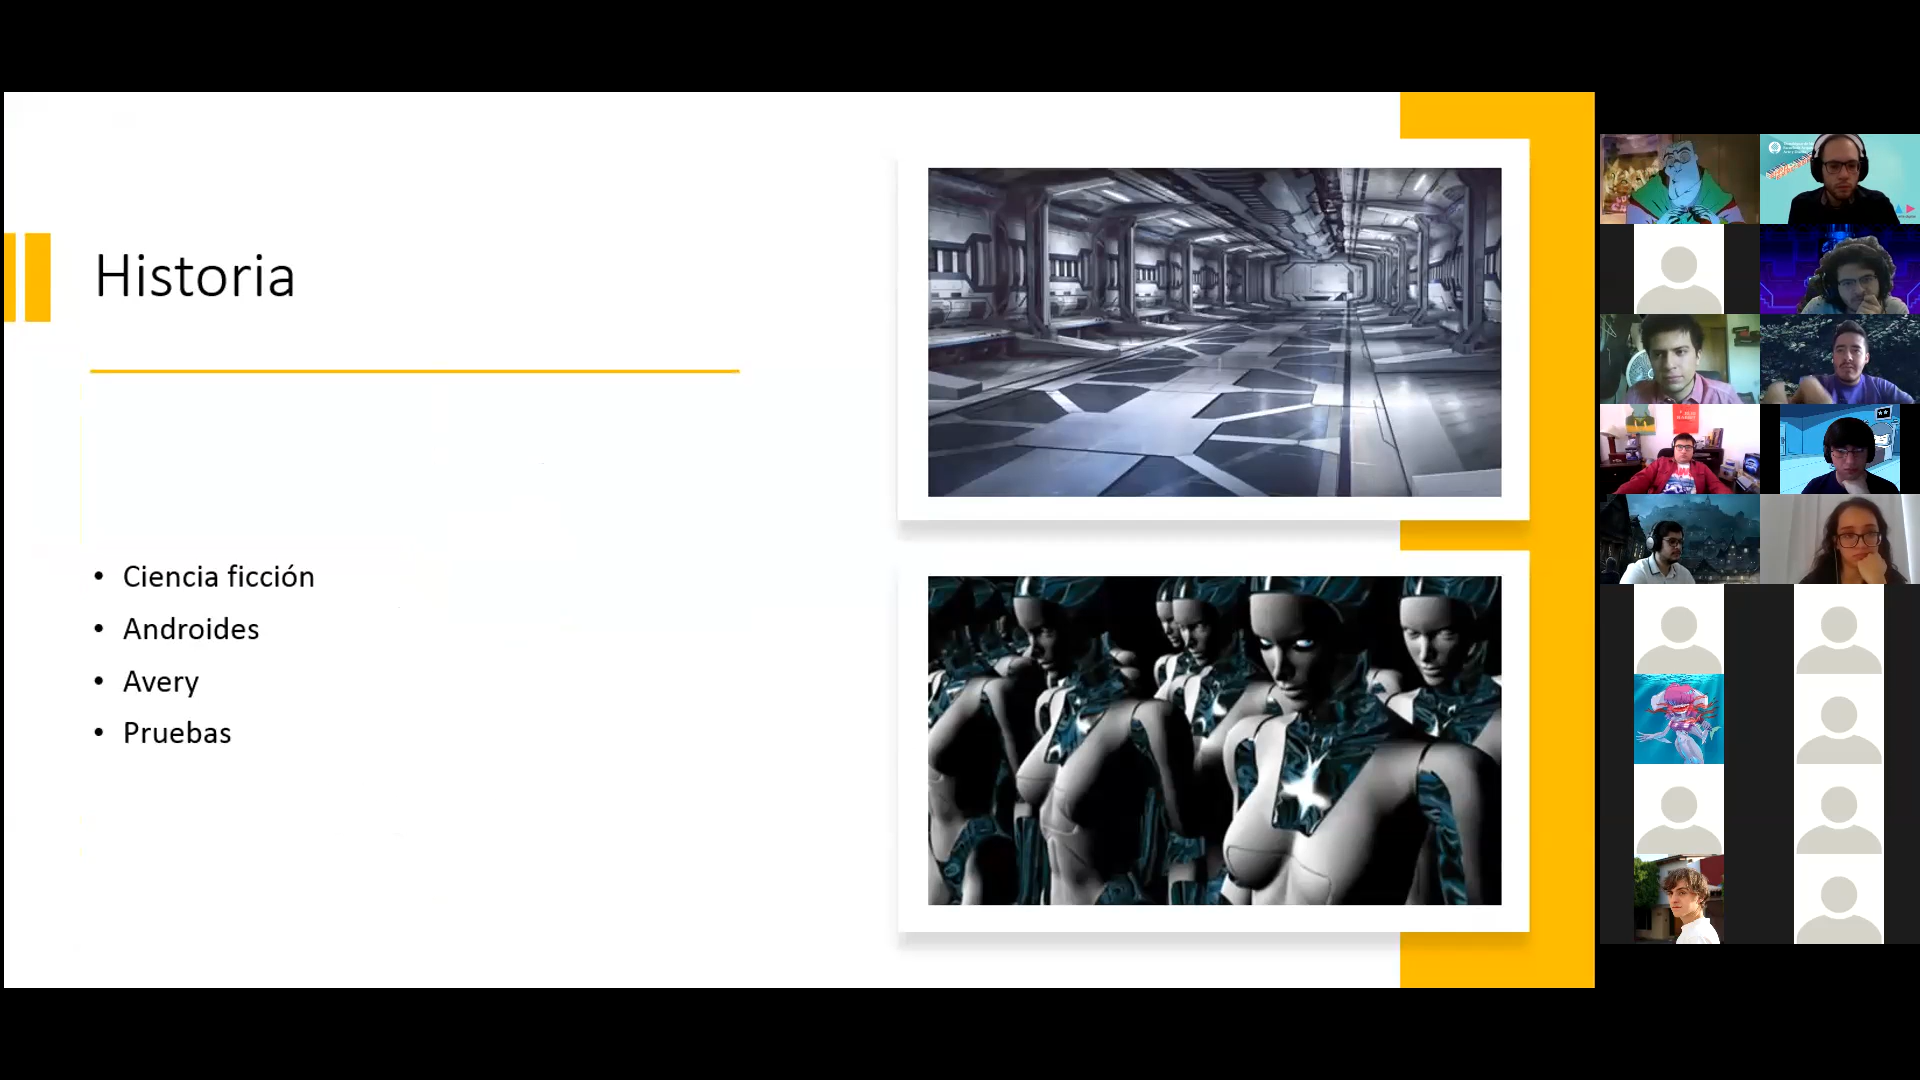 Historia
• Ciencia ficción
• Androides
• Avery
• Pruebas